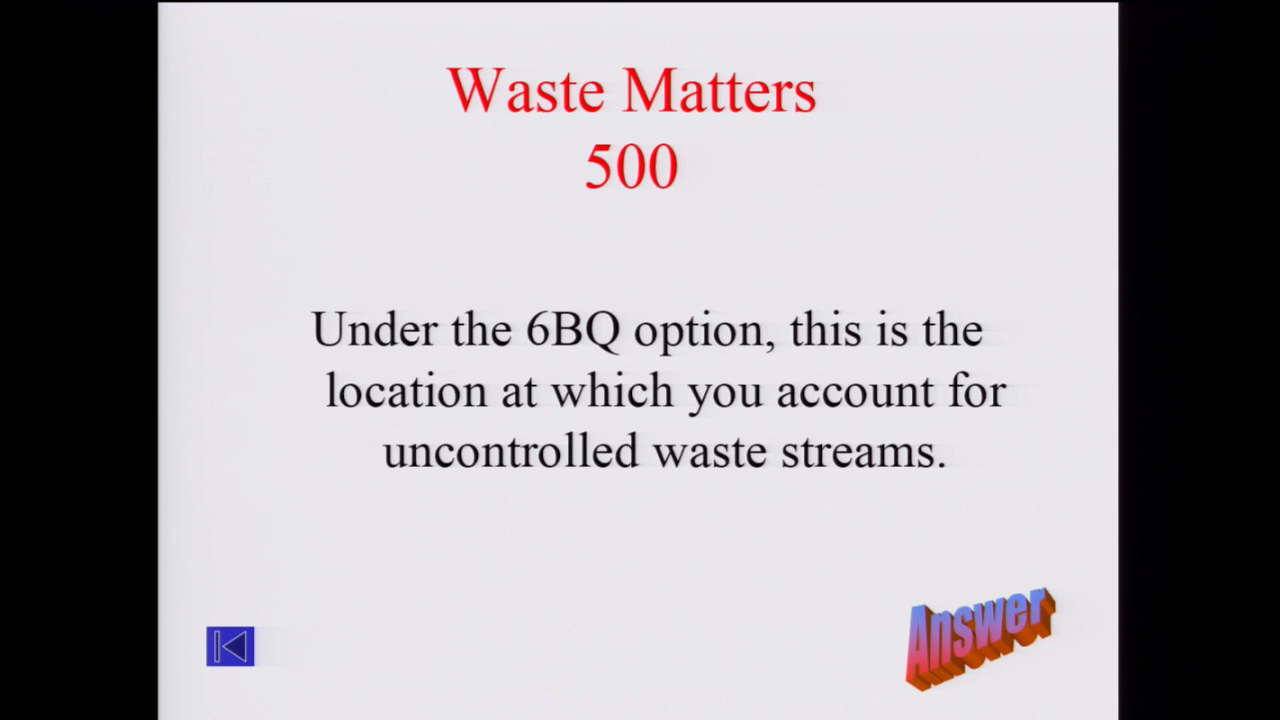 Waste Matters
500
Under the 6BQ option, this is the
location at which you account for
uncontrolled waste streams.
Answer